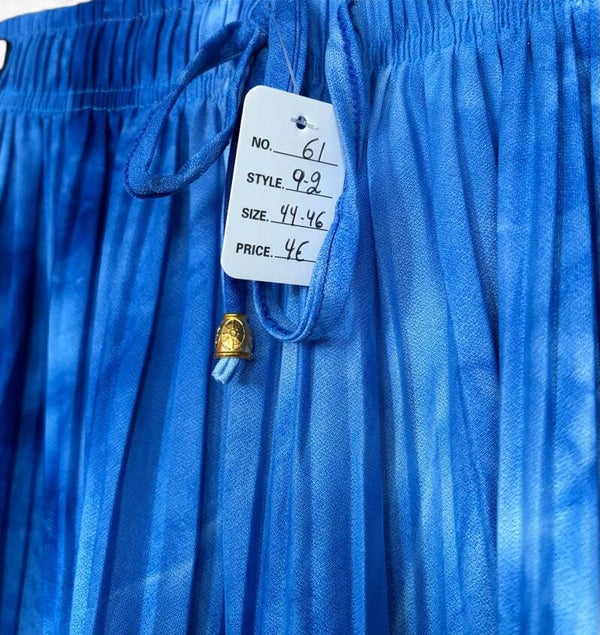 NO. 61
STYLE. 9-2
SIZE. 44-46
PRICE. 4€